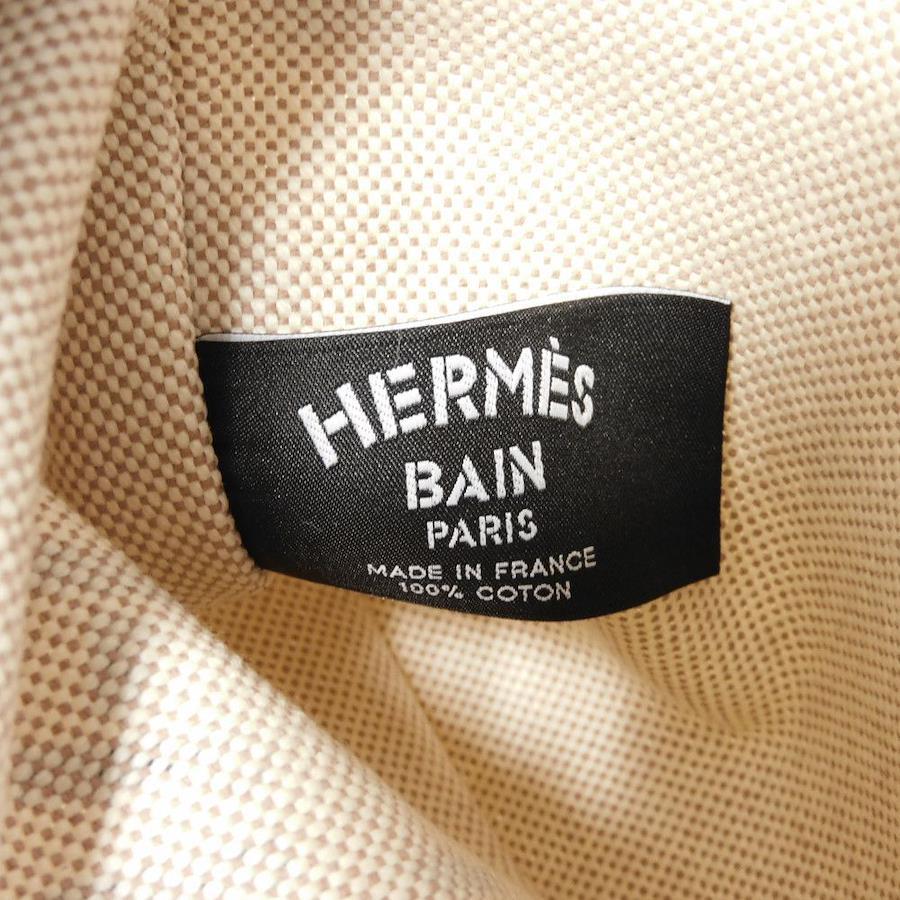 HERMÈS
BAIN
PARIS
MADE IN FRANCE
100% COTON